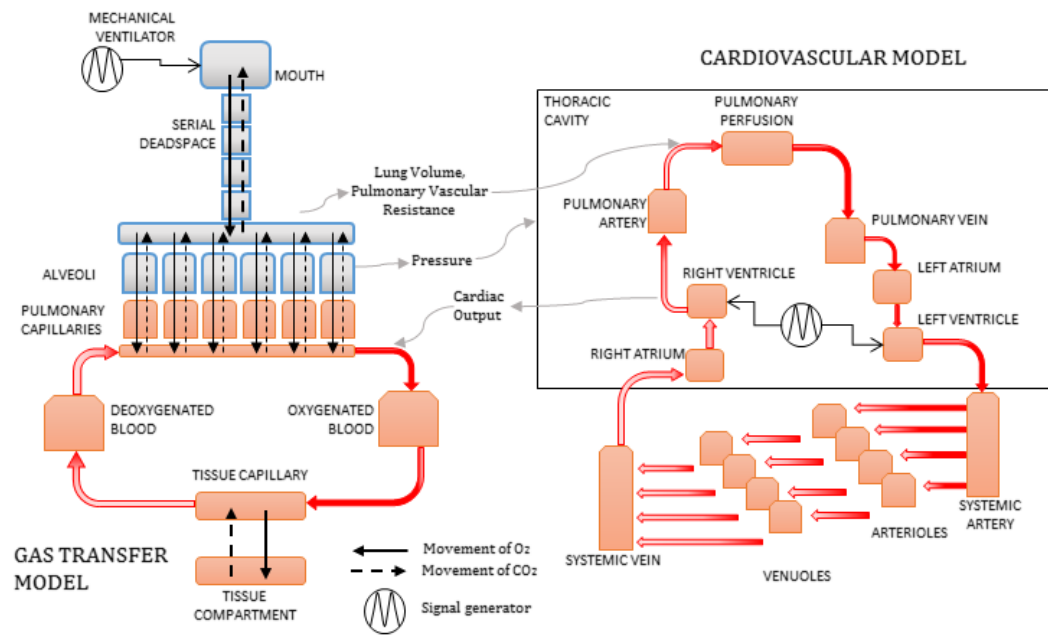 MECHANICAL
VENTILATOR
MOUTH
SERIAL
DEADSPACE
Lung Volume,
Pulmonary Vascular
Resistance
ALVEOLI
Pressure
PULMONARY
CAPILLARIES
Cardiac
Output
DEOXYGENATED
BLOOD
OXYGENATED
BLOOD
TISSUE CAPILLARY
GAS TRANSFER
MODEL
TISSUE
COMPARTMENT
Movement of O2
Movement of CO2
Signal generator
CARDIOVASCULAR MODEL
THORACIC
CAVITY
PULMONARY
PERFUSION
PULMONARY
ARTERY
PULMONARY VEIN
RIGHT VENTRICLE
LEFT ATRIUM
LEFT VENTRICLE
RIGHT ATRIUM
SYSTEMIC
ARTERY
ARTERIOLES
SYSTEMIC VEIN
VENUOLES